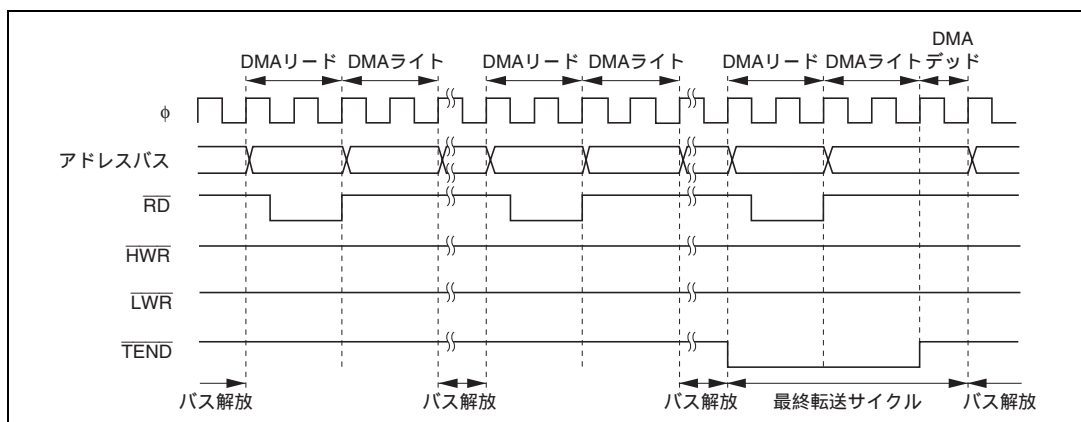 DMA
DMAリード DMAライト DMAリード DMAライト DMAリード DMAライト デッド
φ
アドレスバス
RD
HWR
LWR
TEND
バス解放 バス解放 バス解放 最終転送サイクル バス解放